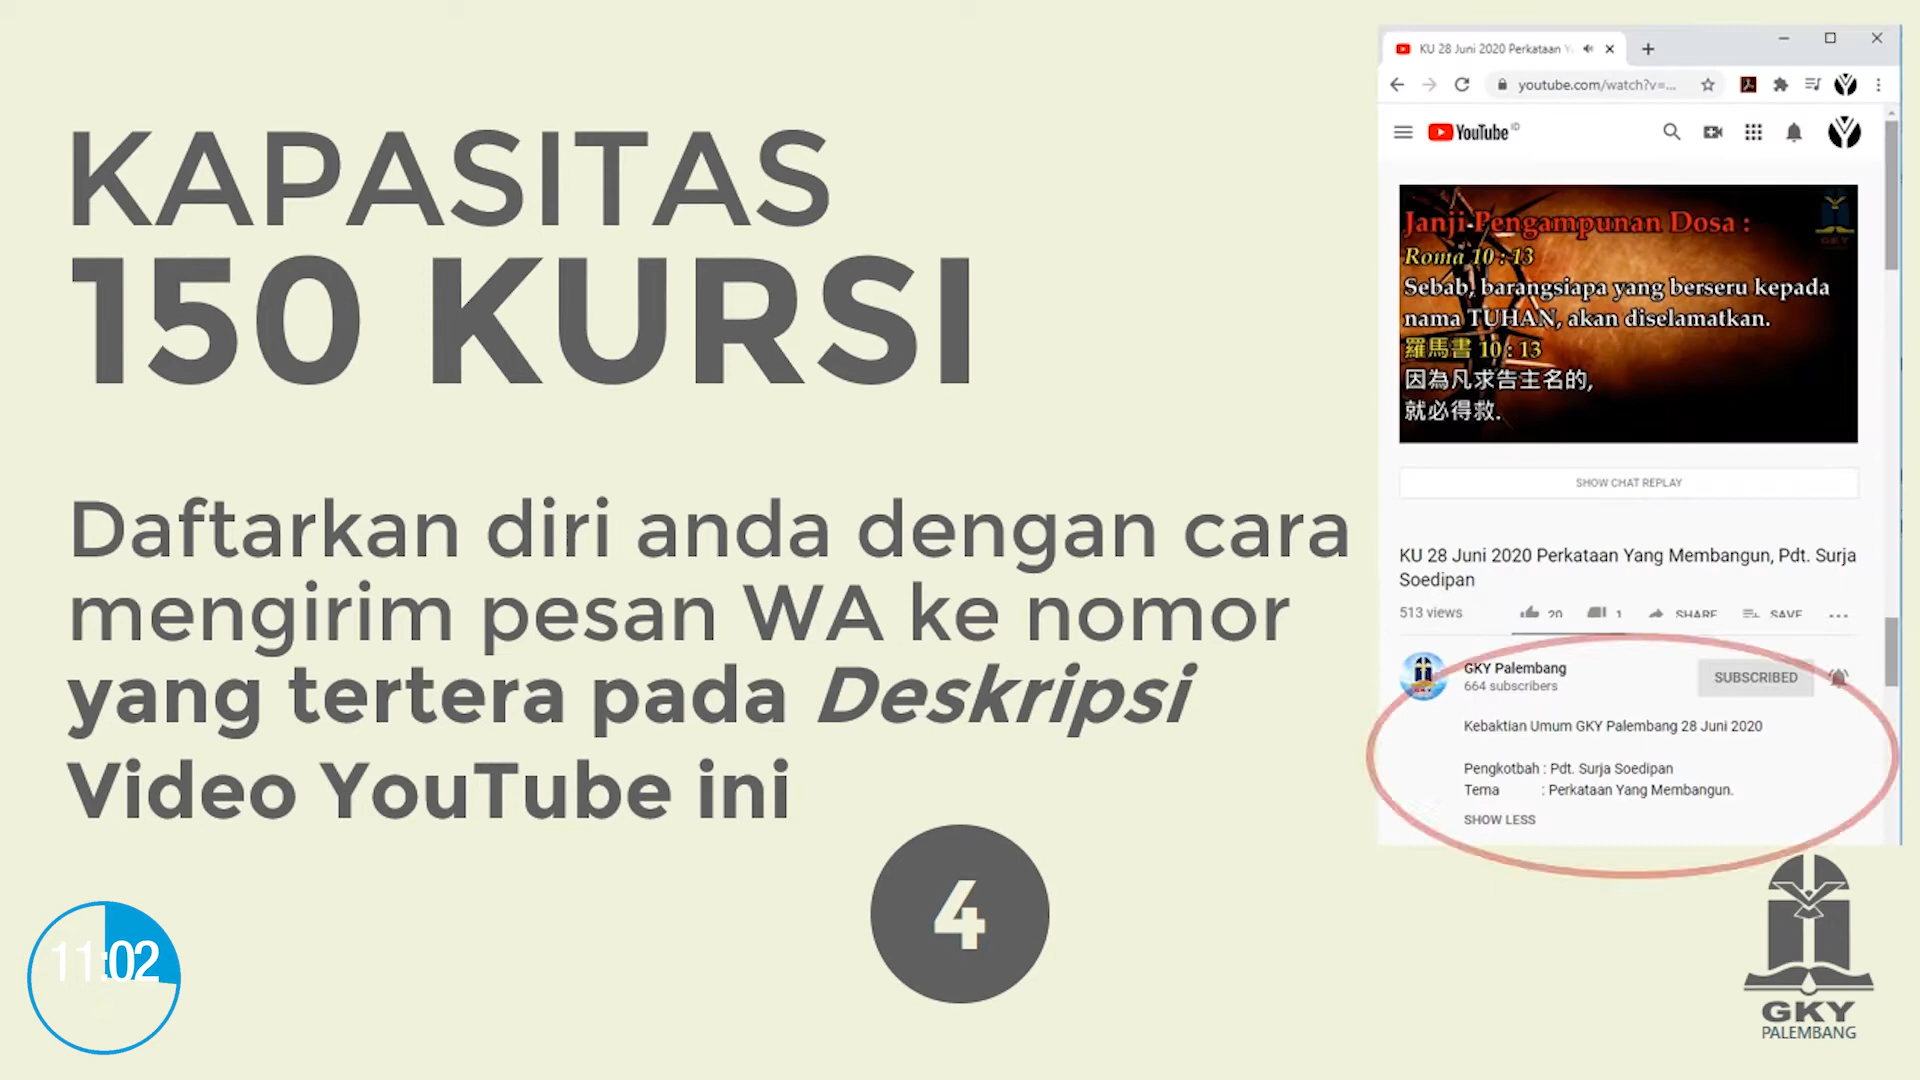 KAPASITAS
150 KURSI
Daftarkan diri anda dengan cara
mengirim pesan WA ke nomor
yang tertera pada Deskripsi
Video YouTube ini
4
11:02
KU 28 Juni 2020 Perkataan Y
youtube.com/watch?v=...
YouTube ID
Janji Pengampunan Dosa :
Roma 10 : 13
Sebab, barangsiapa yang berseru kepada
nama TUHAN, akan diselamatkan.
羅馬書 10 : 13
因為凡求告主名的,
就必得救.
GKY
SHOW CHAT REPLAY
KU 28 Juni 2020 Perkataan Yang Membangun, Pdt. Surja
Soedipan
513 views 20 1 SHARE SAVE ...
GKY Palembang
664 subscribers
SUBSCRIBED
Kebaktian Umum GKY Palembang 28 Juni 2020
Pengkotbah : Pdt. Surja Soedipan
Tema : Perkataan Yang Membangun.
SHOW LESS
GKY
PALEMBANG